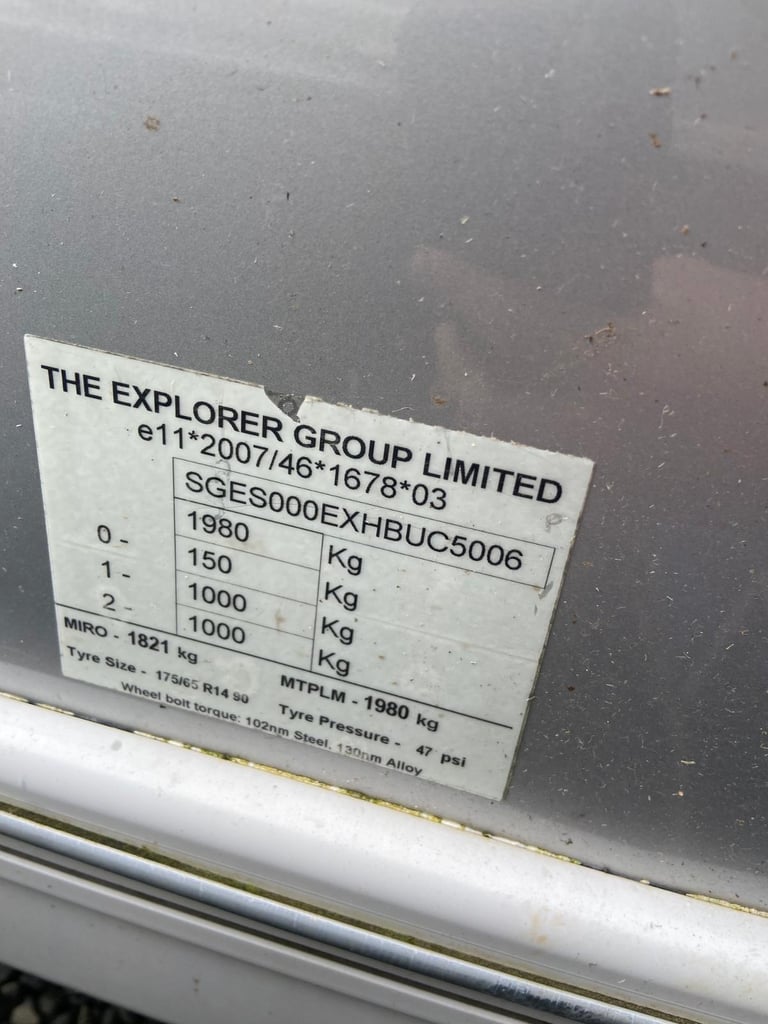 THE EXPLORER GROUP LIMITED
e11*2007/46*1678*03
SGES000EXHBUC5006
1980 Kg
0 - 150 Kg
1 - 1000 Kg
2 - 1000 Kg
MIRO - 1821 kg MTPLM - 1980 kg
Tyre Size - 175/65 R14 90 Tyre Pressure - 47 psi
Wheel bolt torque: 102nm Steel, 130nm Alloy